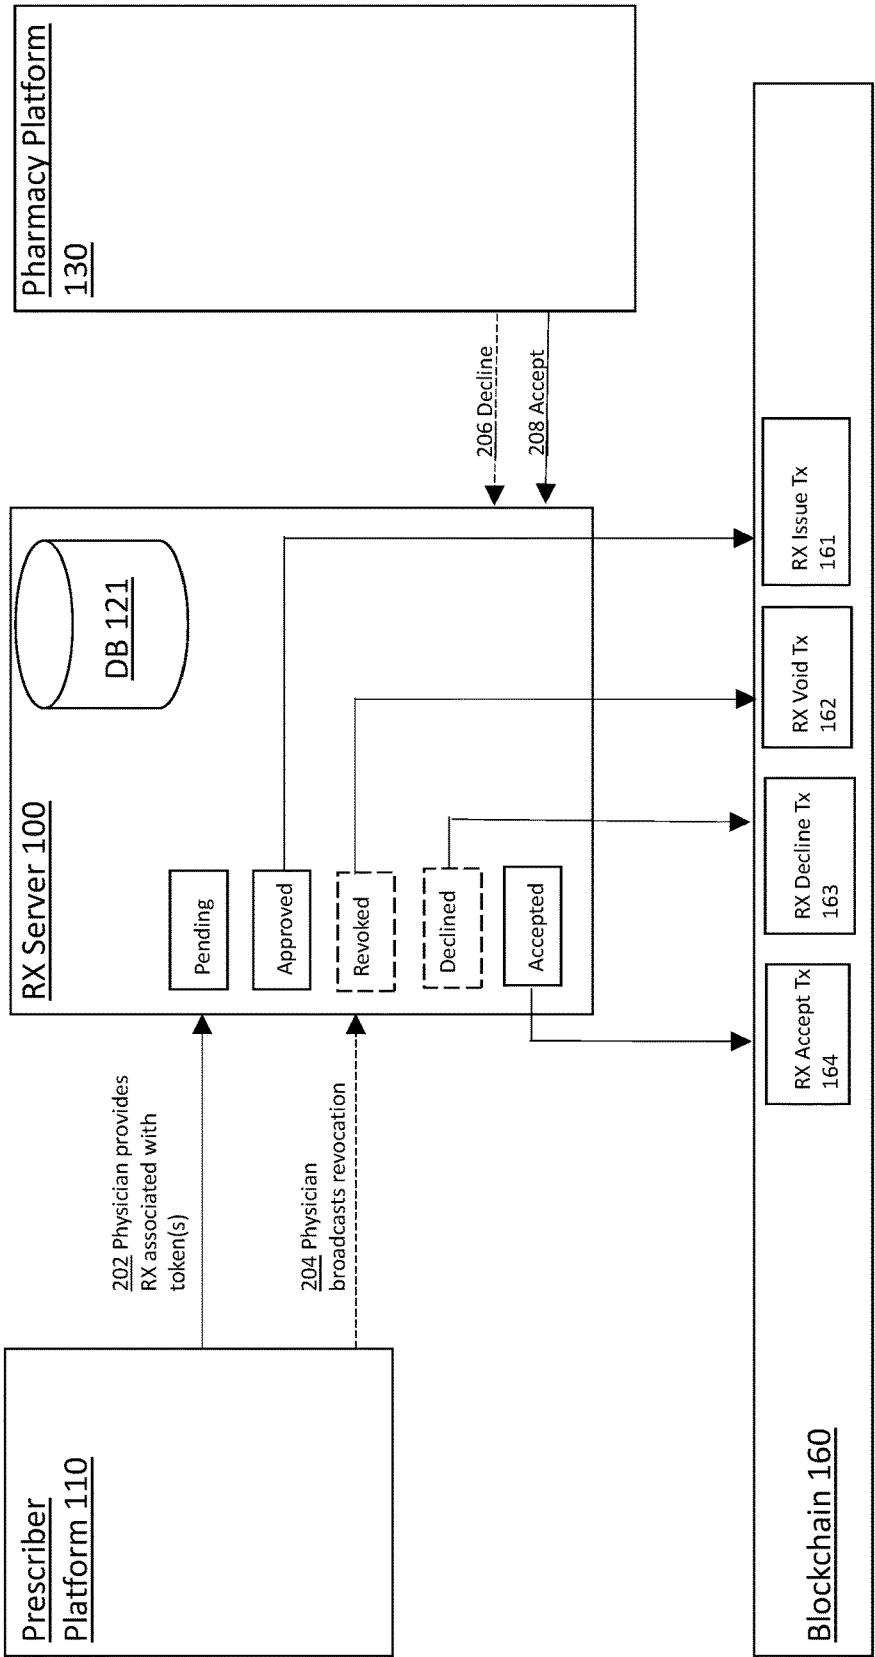 Prescriber
Platform 110
202 Physician provides
RX associated with
token(s)
204 Physician
broadcasts revocation
RX Server 100
DB 121
Pending
Approved
Revoked
Declined
Accepted
Pharmacy Platform
130
206 Decline
208 Accept
Blockchain 160
RX Accept Tx
164
RX Decline Tx
163
RX Void Tx
162
RX Issue Tx
161